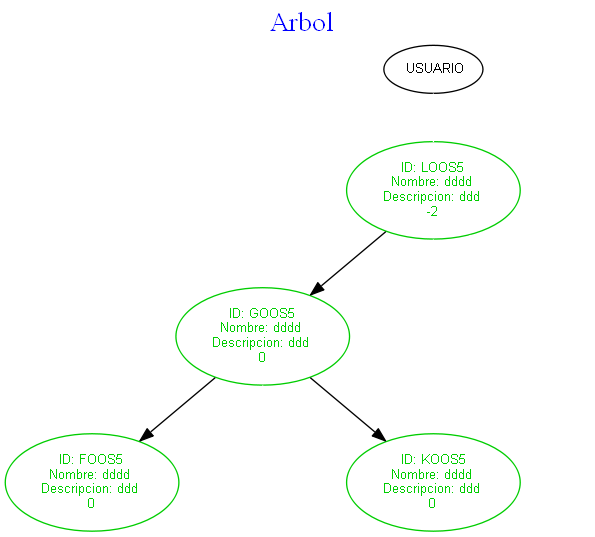 Arbol
USUARIO
ID: LOOS5
Nombre: dddd
Descripcion: ddd
-2
ID: GOOS5
Nombre: dddd
Descripcion: ddd
0
ID: FOOS5
Nombre: dddd
Descripcion: ddd
0
ID: KOOS5
Nombre: dddd
Descripcion: ddd
0